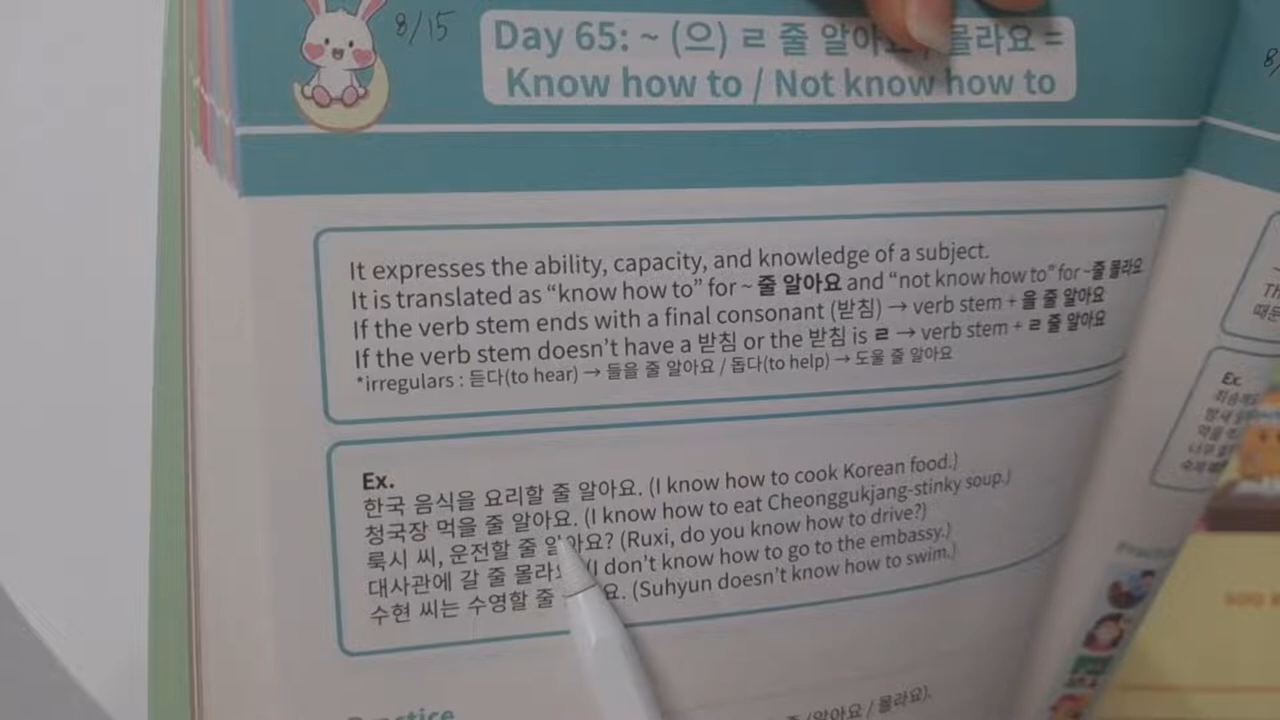 8/15
Day 65: ~ (으) ㄹ 줄 알아요, 몰라요 =
Know how to / Not know how to
It expresses the ability, capacity, and knowledge of a subject.
It is translated as “know how to” for ~ 줄 알아요 and “not know how to” for ~줄 몰라요
If the verb stem ends with a final consonant (받침) → verb stem + 을 줄 알아요
If the verb stem doesn't have a 받침 or the 받침 is ㄹ → verb stem + ㄹ 줄 알아요
*irregulars : 듣다(to hear) → 들을 줄 알아요 / 돕다(to help) → 도울 줄 알아요
Ex.
한국 음식을 요리할 줄 알아요. (I know how to cook Korean food.)
청국장 먹을 줄 알아요. (I know how to eat Cheonggukjang-stinky soup.)
룩시 씨, 운전할 줄 알아요? (Ruxi, do you know how to drive?)
대사관에 갈 줄 몰라요. (I don't know how to go to the embassy.)
수현 씨는 수영할 줄 요. (Suhyun doesn't know how to swim.)
Practice
줄 (알아요 / 몰라요).
Ex.